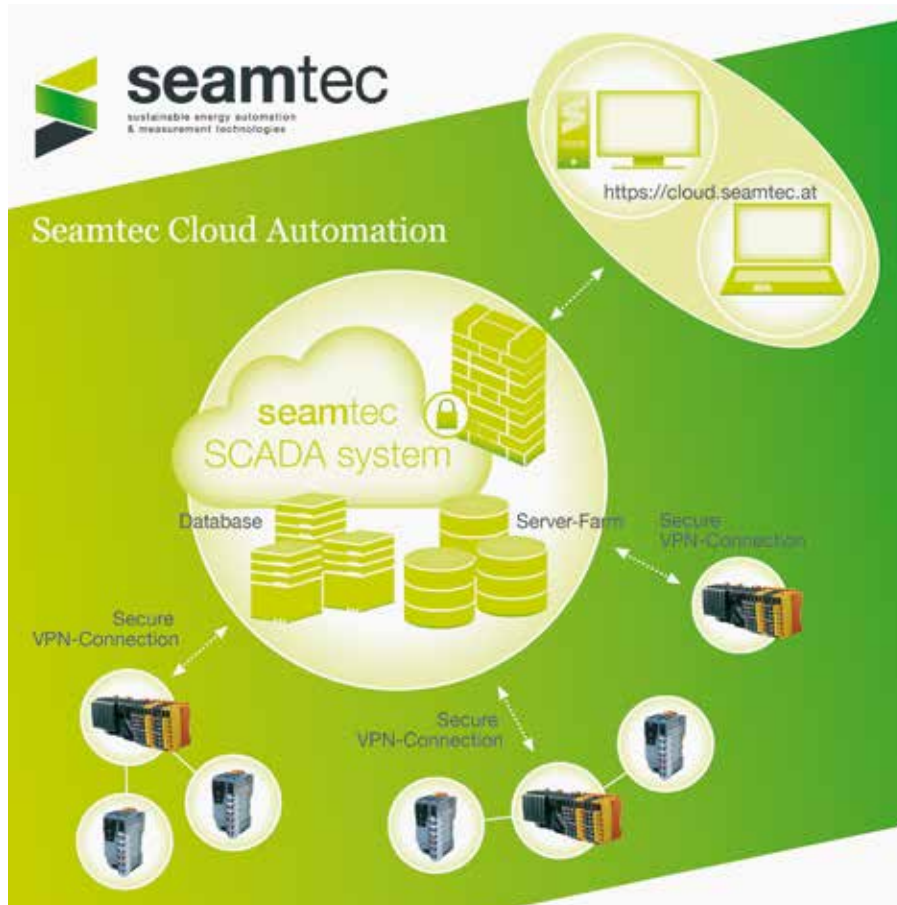 seamtec
sustainable energy automation
& measurement technologies
https://cloud.seamtec.at
Seamtec Cloud Automation
seamtec
SCADA system
Database
Server-Farm
Secure
VPN-Connection
Secure
VPN-Connection
Secure
VPN-Connection